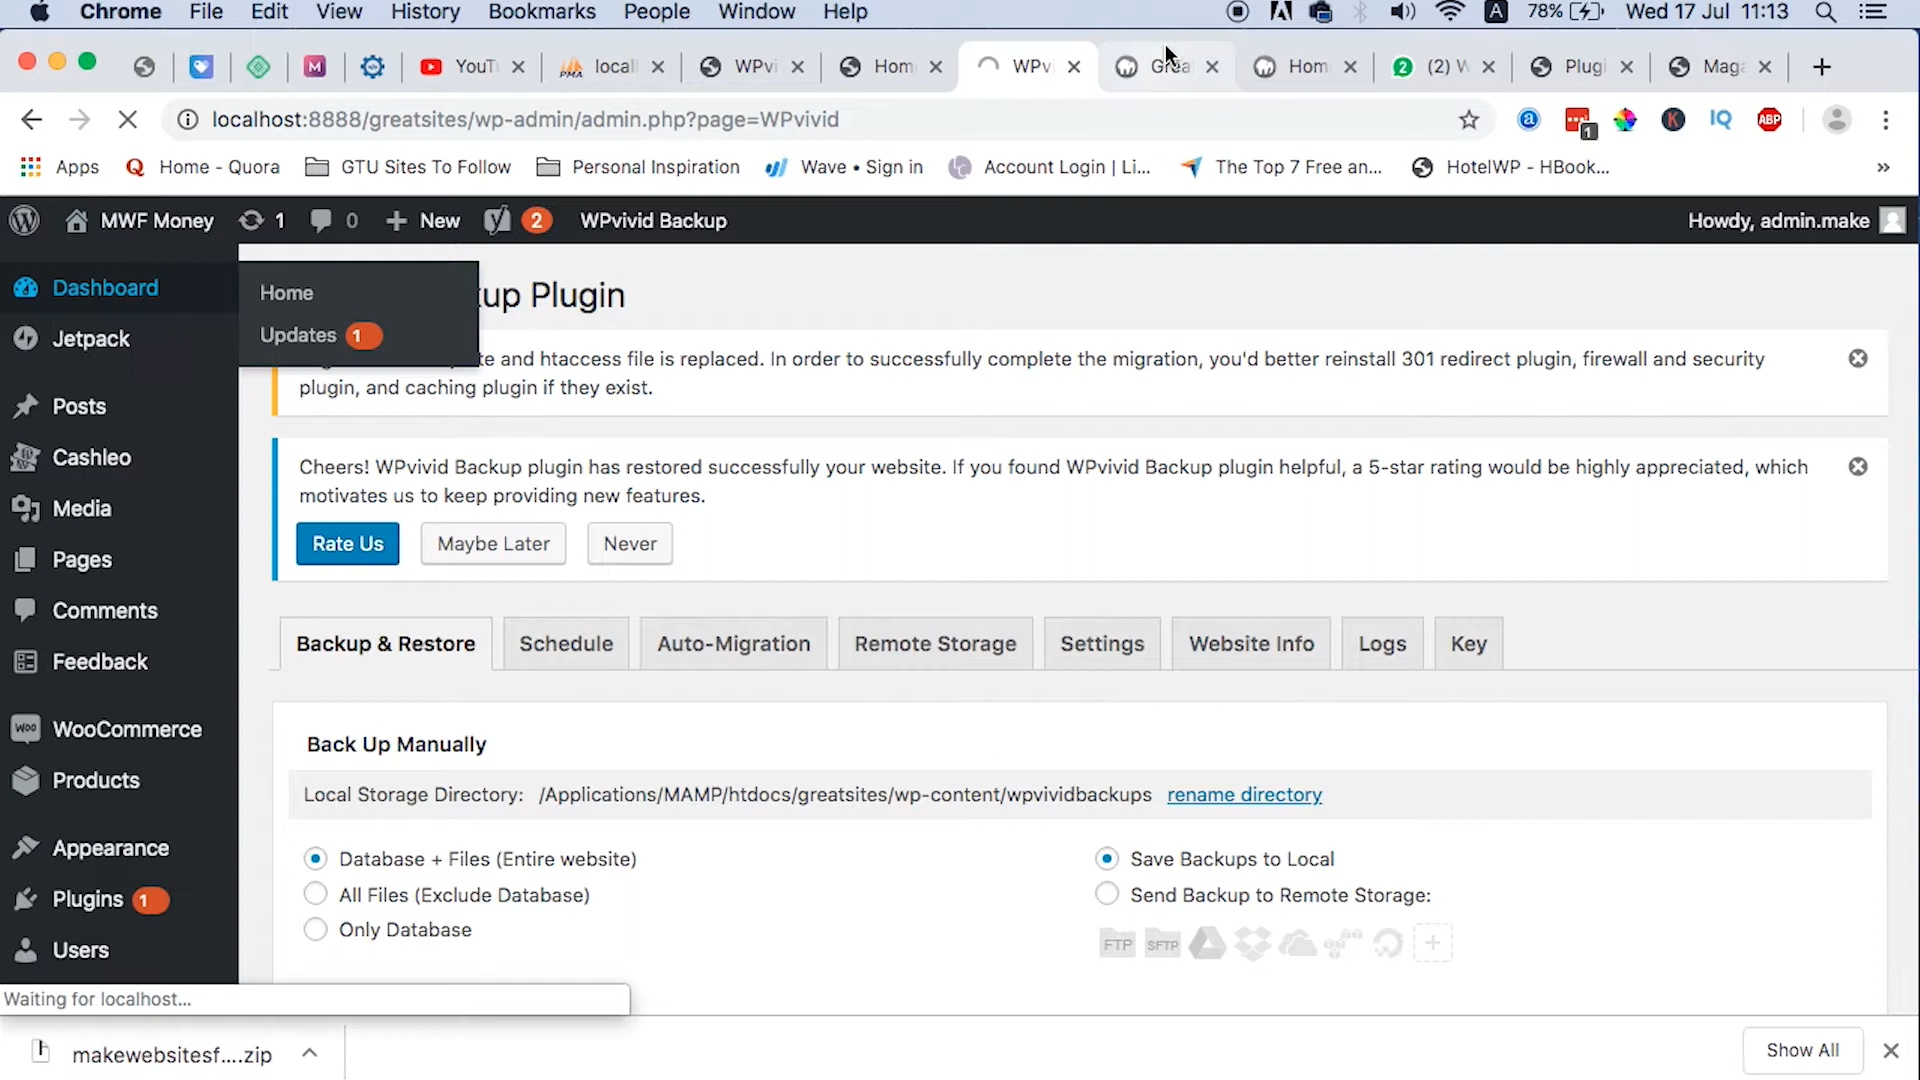 Chrome File Edit View History Bookmarks People Window Help A 78% Wed 17 Jul 11:13
YouT locall WPvi Hom WPvi Grea Hom (2) W Plugi Maga
localhost:8888/greatsites/wp-admin/admin.php?page=WPvivid
Apps Home - Quora GTU Sites To Follow Personal Inspiration Wave • Sign in Account Login | Li... The Top 7 Free an... HotelWP - HBook... »
MWF Money 1 0 New 2 WPvivid Backup Howdy, admin.make
Dashboard
Home
Updates 1
Jetpack
Posts
Cashleo
Media
Pages
Comments
Feedback
WooCommerce
Products
Appearance
Plugins 1
Users
up Plugin
te and htaccess file is replaced. In order to successfully complete the migration, you'd better reinstall 301 redirect plugin, firewall and security
plugin, and caching plugin if they exist.
Cheers! WPvivid Backup plugin has restored successfully your website. If you found WPvivid Backup plugin helpful, a 5-star rating would be highly appreciated, which
motivates us to keep providing new features.
Rate Us Maybe Later Never
Backup & Restore Schedule Auto-Migration Remote Storage Settings Website Info Logs Key
Back Up Manually
Local Storage Directory: /Applications/MAMP/htdocs/greatsites/wp-content/wpvividbackups rename directory
Database + Files (Entire website) Save Backups to Local
All Files (Exclude Database) Send Backup to Remote Storage:
Only Database
FTP SFTP
Waiting for localhost...
makewebsitesf....zip Show All